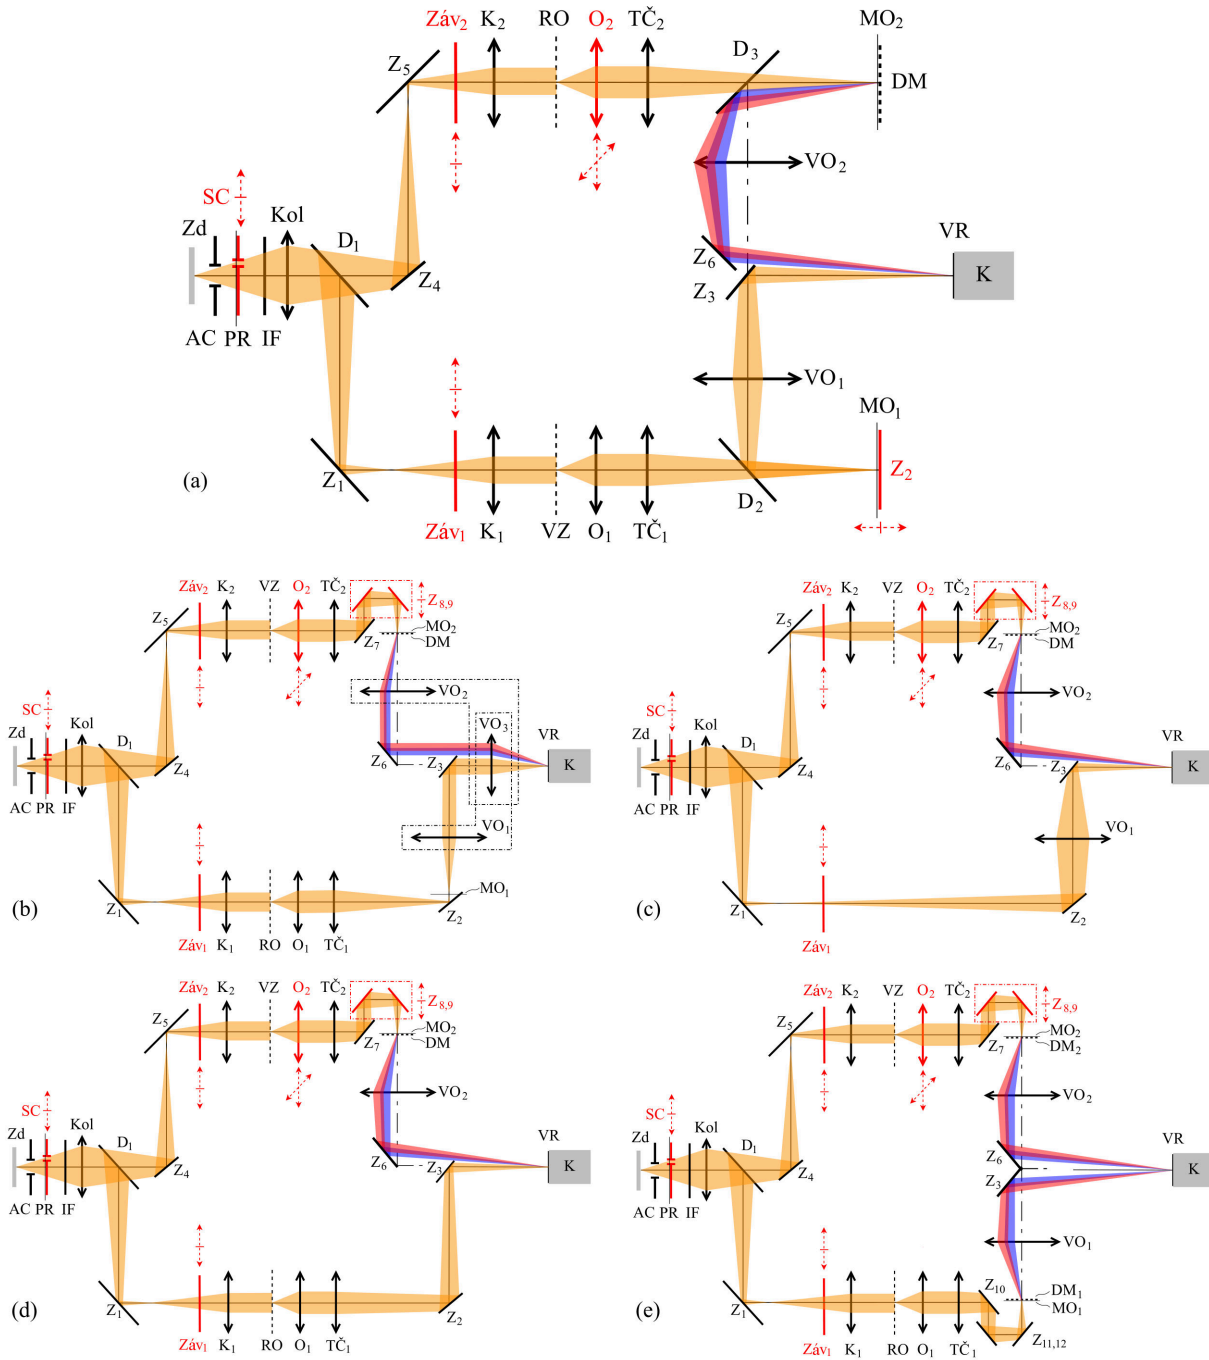 Záv₂ K₂ RO O₂ TČ₂ MO₂
Z₅ D₃ DM
VO₂
SC
Zd Kol D₁ VR
Z₆ K
Z₄ Z₃
AC PR IF
VO₁
MO₁
Z₁ Z₂
(a) D₂
Záv₁ K₁ VZ O₁ TČ₁
Záv₂ K₂ VZ O₂ TČ₂
Z₈,₉
Z₅ MO₂
Z₇ DM
VO₂
SC VO₃
Zd Kol VR
D₁ Z₆ Z₃ K
Z₄
AC PR IF
VO₁
MO₁
(b) Z₁ Z₂
Záv₁ K₁ RO O₁ TČ₁
Záv₂ K₂ VZ O₂ TČ₂
Z₈,₉
Z₅ MO₂
Z₇ DM
VO₂
SC
Zd Kol VR
D₁ Z₆ Z₃ K
Z₄
AC PR IF
VO₁
(c) Z₁ Z₂
Záv₁
Záv₂ K₂ VZ O₂ TČ₂
Z₈,₉
Z₅ MO₂
Z₇ DM
VO₂
SC
Zd Kol VR
D₁ Z₆ Z₃ K
Z₄
AC PR IF
(d) Z₁ Z₂
Záv₁ K₁ RO O₁ TČ₁
Záv₂ K₂ VZ O₂ TČ₂
Z₈,₉
Z₅ MO₂
Z₇ DM₂
VO₂
SC
Zd Kol VR
D₁ Z₆ K
Z₄ Z₃
AC PR IF
VO₁
Z₁₀ DM₁
(e) Z₁ MO₁
Z₁₁,₁₂
Záv₁ K₁ RO O₁ TČ₁